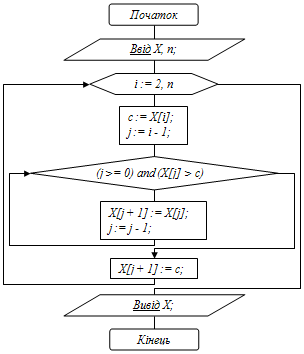 Початок
Ввід X, n;
i := 2, n
c := X[i];
j := i - 1;
(j >= 0) and (X[j] > c)
X[j + 1] := X[j];
j := j - 1;
X[j + 1] := c;
Вивід X;
Кінець